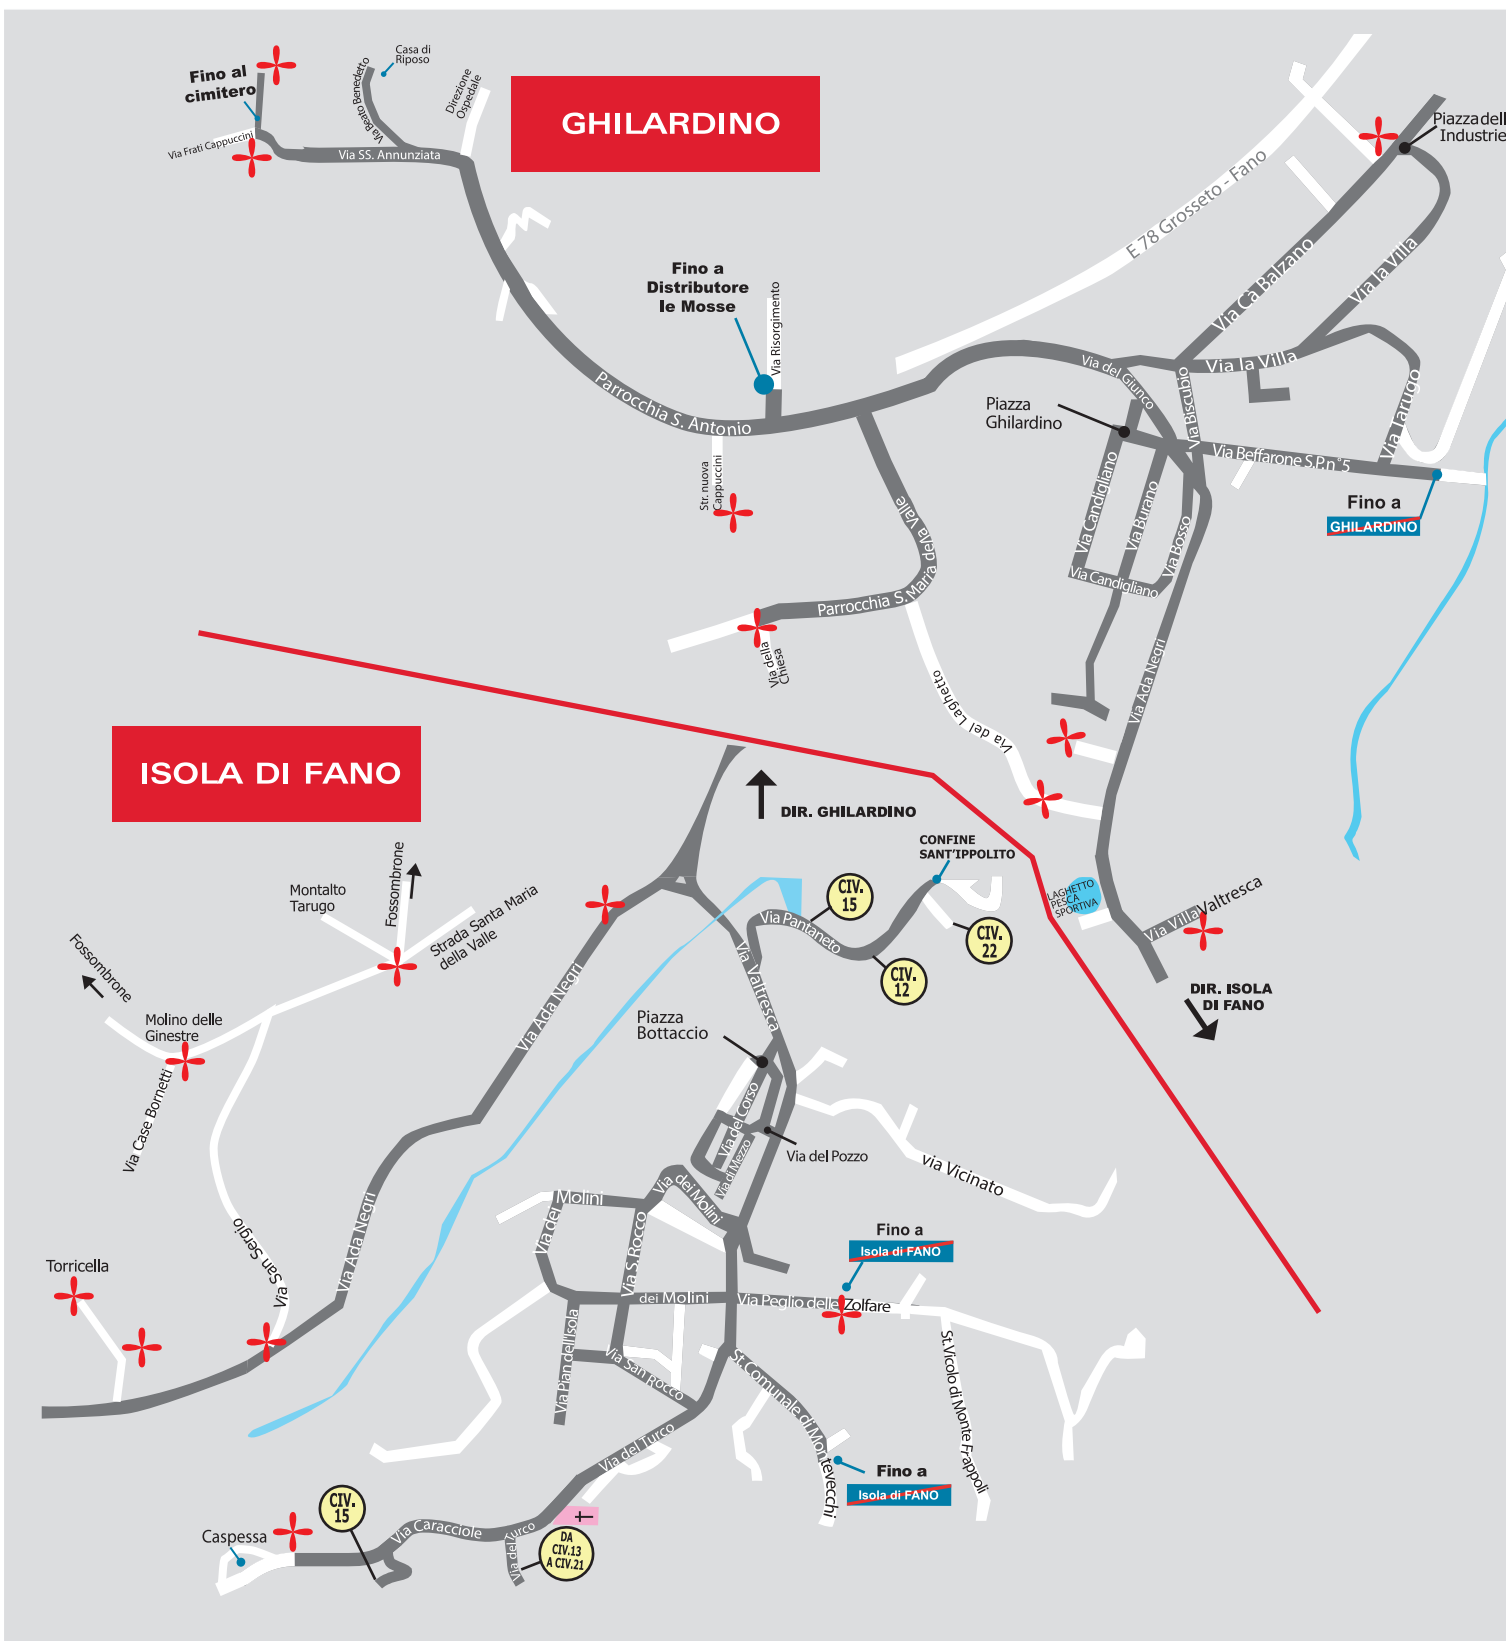 Fino al
cimitero
Via Frati Cappuccini
Via SS. Annunziata
Via Beato Benedetto
Casa di
Riposo
Direzione
Ospedale
GHILARDINO
Fino a
Distributore
le Mosse
Via Risorgimento
Parrocchia S. Antonio
Str. nuova
Cappuccini
E 78 Grosseto - Fano
Piazza dell
Industrie
Via Ca Balzano
Via la Villa
Via la Villa
Via del Giunco
Via Biscubio
Via Tarugo
Piazza
Ghilardino
Via Beffarone S.P.n°5
Fino a
GHILARDINO
Via Candigliano
Via Burano
Via Bosso
Via Candigliano
Parrocchia S. Maria della Valle
Via della
Chiesa
Via del Laghetto
Via Ada Negri
LAGHETTO
PESCA
SPORTIVA
Via Villa Valtresca
DIR. ISOLA
DI FANO
ISOLA DI FANO
DIR. GHILARDINO
CONFINE
SANT'IPPOLITO
CIV.
15
CIV.
22
CIV.
12
Via Pantaneto
Montalto
Tarugo
Fossombrone
Strada Santa Maria
della Valle
Fossombrone
Molino delle
Ginestre
Via Case Bornetti
Via Ada Negri
Via Valtresca
Piazza
Bottaccio
Via del Corso
Via di Mezzo
Via del Pozzo
via Vicinato
Via San Sergio
Via Ada Negri
Torricella
Via dei Molini
Via dei Molini
Via S. Rocco
dei Molini
Via Peglio delle Zolfare
Fino a
Isola di FANO
Via Pian dell'Isola
Via San Rocco
St. Comunale di Montevecchi
St.Vicolo di Monte Frappoli
Fino a
Isola di FANO
Via del Turco
Via del Turco
Via Caracciole
CIV.
15
Caspessa
DA
CIV.13
A CIV.21